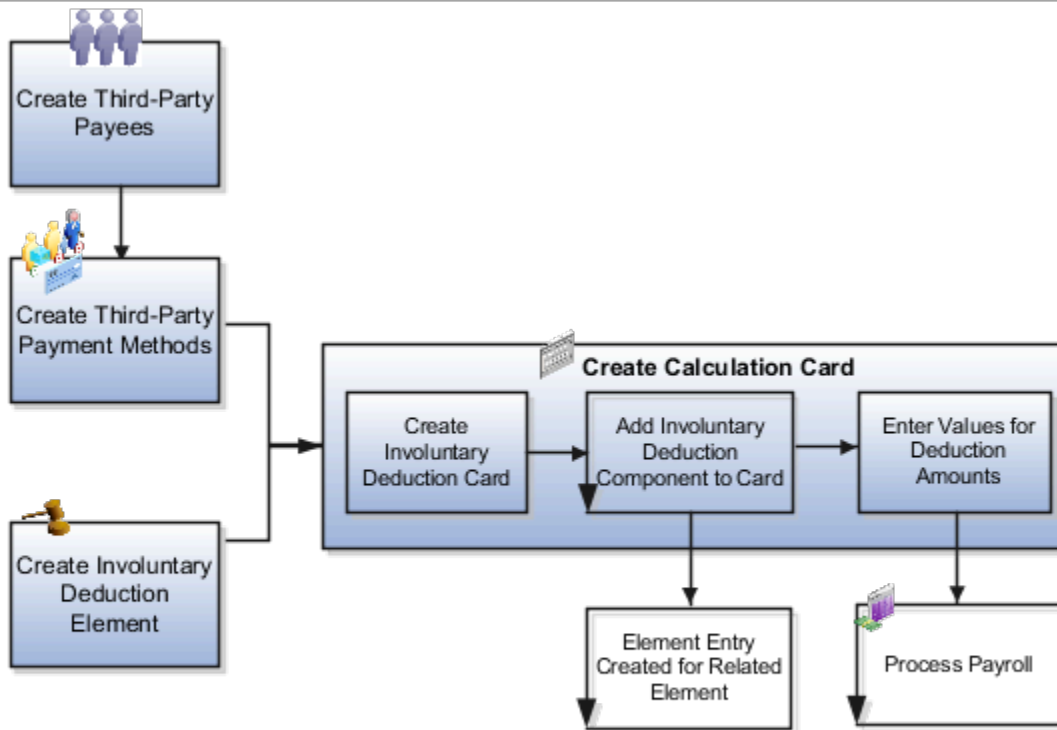 Create Third-Party
Payees
Create Third-Party
Payment Methods
Create Involuntary
Deduction
Element
Create Calculation Card
Create
Involuntary
Deduction Card
Add Involuntary
Deduction
Component to Card
Enter Values for
Deduction
Amounts
Element Entry
Created for Related
Element
Process Payroll